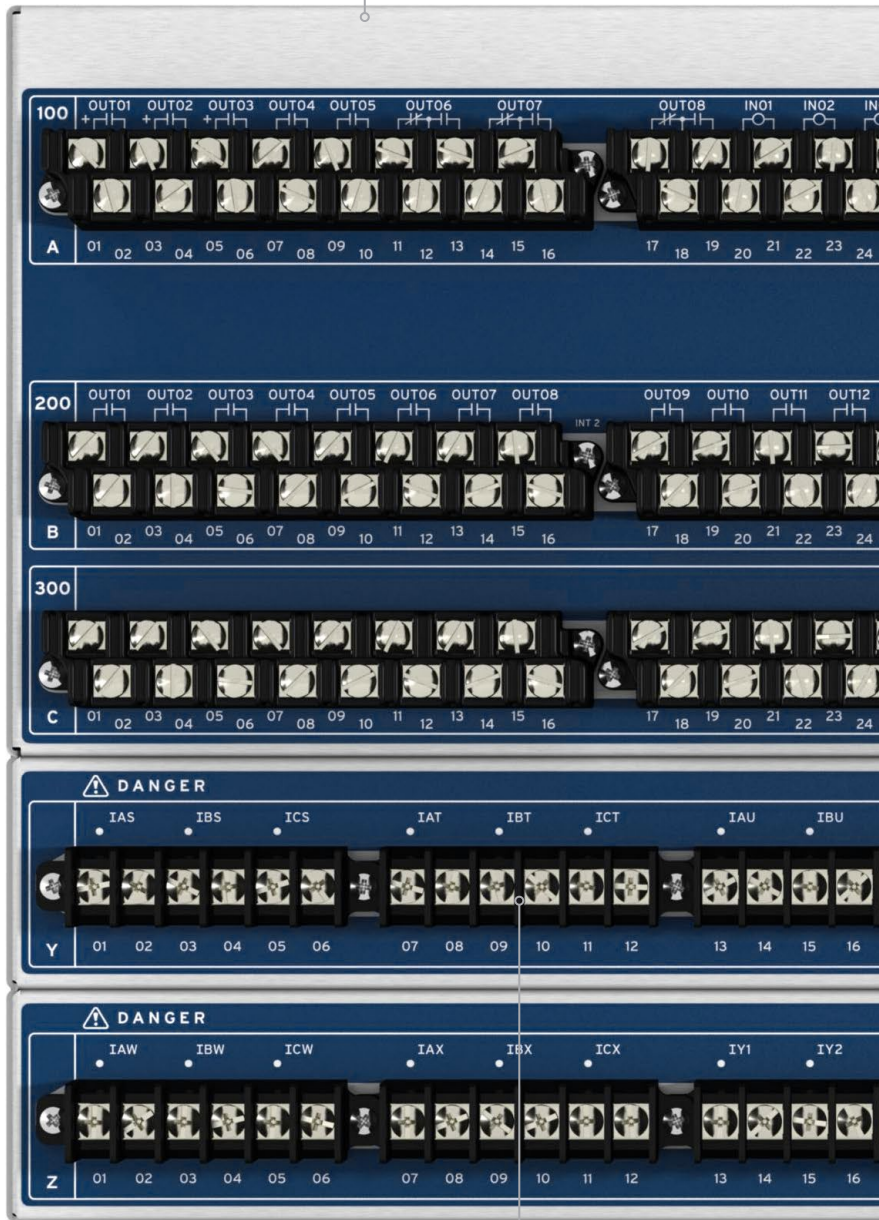 100 OUT01 OUT02 OUT03 OUT04 OUT05 OUT06 OUT07 OUT08 IN01 IN02 IN
+ + +
A 01 02 03 04 05 06 07 08 09 10 11 12 13 14 15 16 17 18 19 20 21 22 23 24
200 OUT01 OUT02 OUT03 OUT04 OUT05 OUT06 OUT07 OUT08 OUT09 OUT10 OUT11 OUT12
INT 2
B 01 02 03 04 05 06 07 08 09 10 11 12 13 14 15 16 17 18 19 20 21 22 23 24
300
C 01 02 03 04 05 06 07 08 09 10 11 12 13 14 15 16 17 18 19 20 21 22 23 24
DANGER
IAS IBS ICS IAT IBT ICT IAU IBU
Y 01 02 03 04 05 06 07 08 09 10 11 12 13 14 15 16
DANGER
IAW IBW ICW IAX IBX ICX IY1 IY2
Z 01 02 03 04 05 06 07 08 09 10 11 12 13 14 15 16